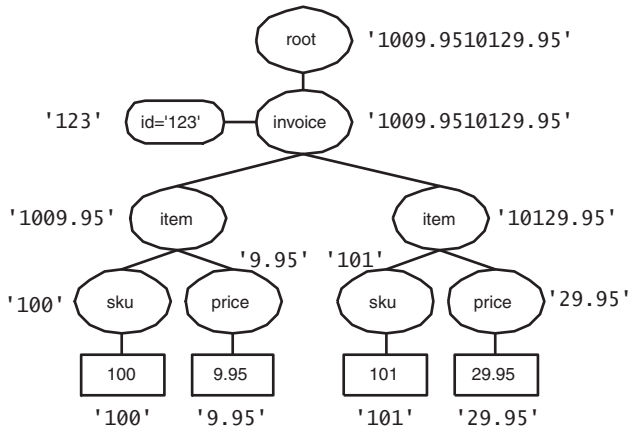 root '1009.9510129.95'
'123' id='123' invoice '1009.9510129.95'
'1009.95' item item '10129.95'
'9.95' '101'
'100' sku price sku price '29.95'
100 9.95 101 29.95
'100' '9.95' '101' '29.95'